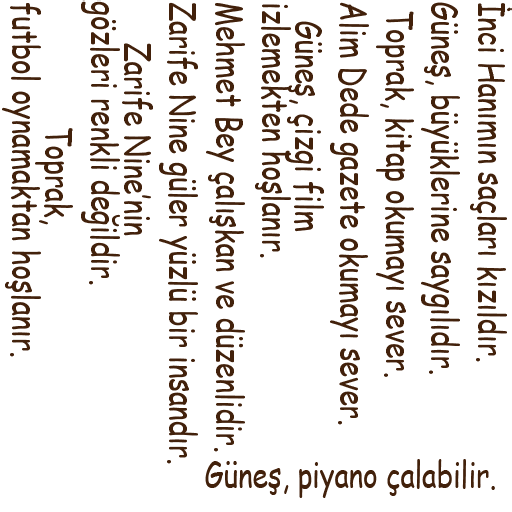 İnci Hanımın saçları kızıldır.
Güneş, büyüklerine saygılıdır.
Toprak, kitap okumayı sever.
Alim Dede gazete okumayı sever.
Güneş, çizgi film
izlemekten hoşlanır.
Mehmet Bey çalışkan ve düzenlidir.
Zarife Nine güler yüzlü bir insandır.
Zarife Nine'nin
gözleri renkli değildir.
Toprak,
futbol oynamaktan hoşlanır.
Güneş, piyano çalabilir.